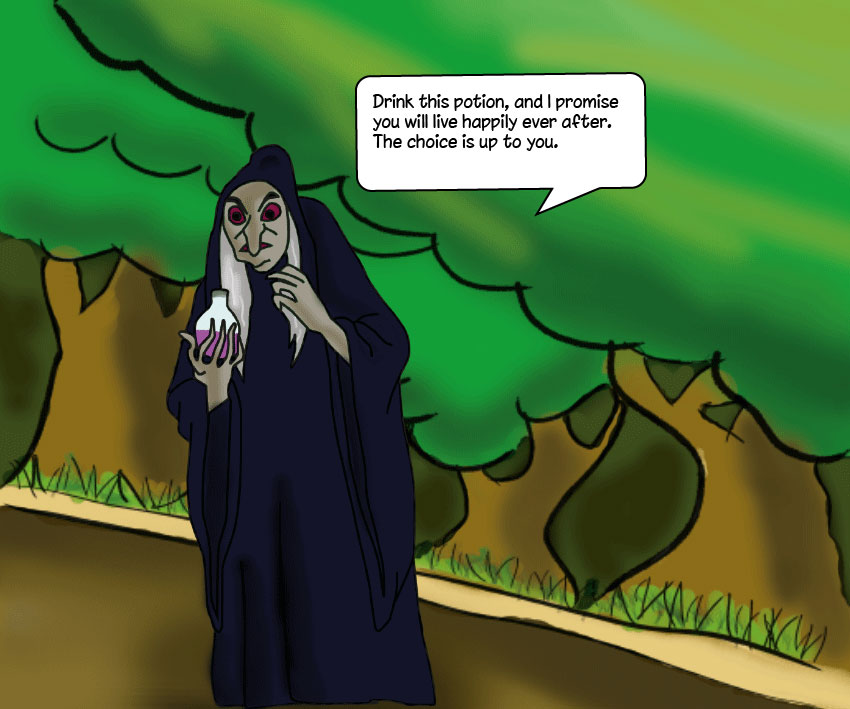 Drink this potion, and I promise
you will live happily ever after.
The choice is up to you.